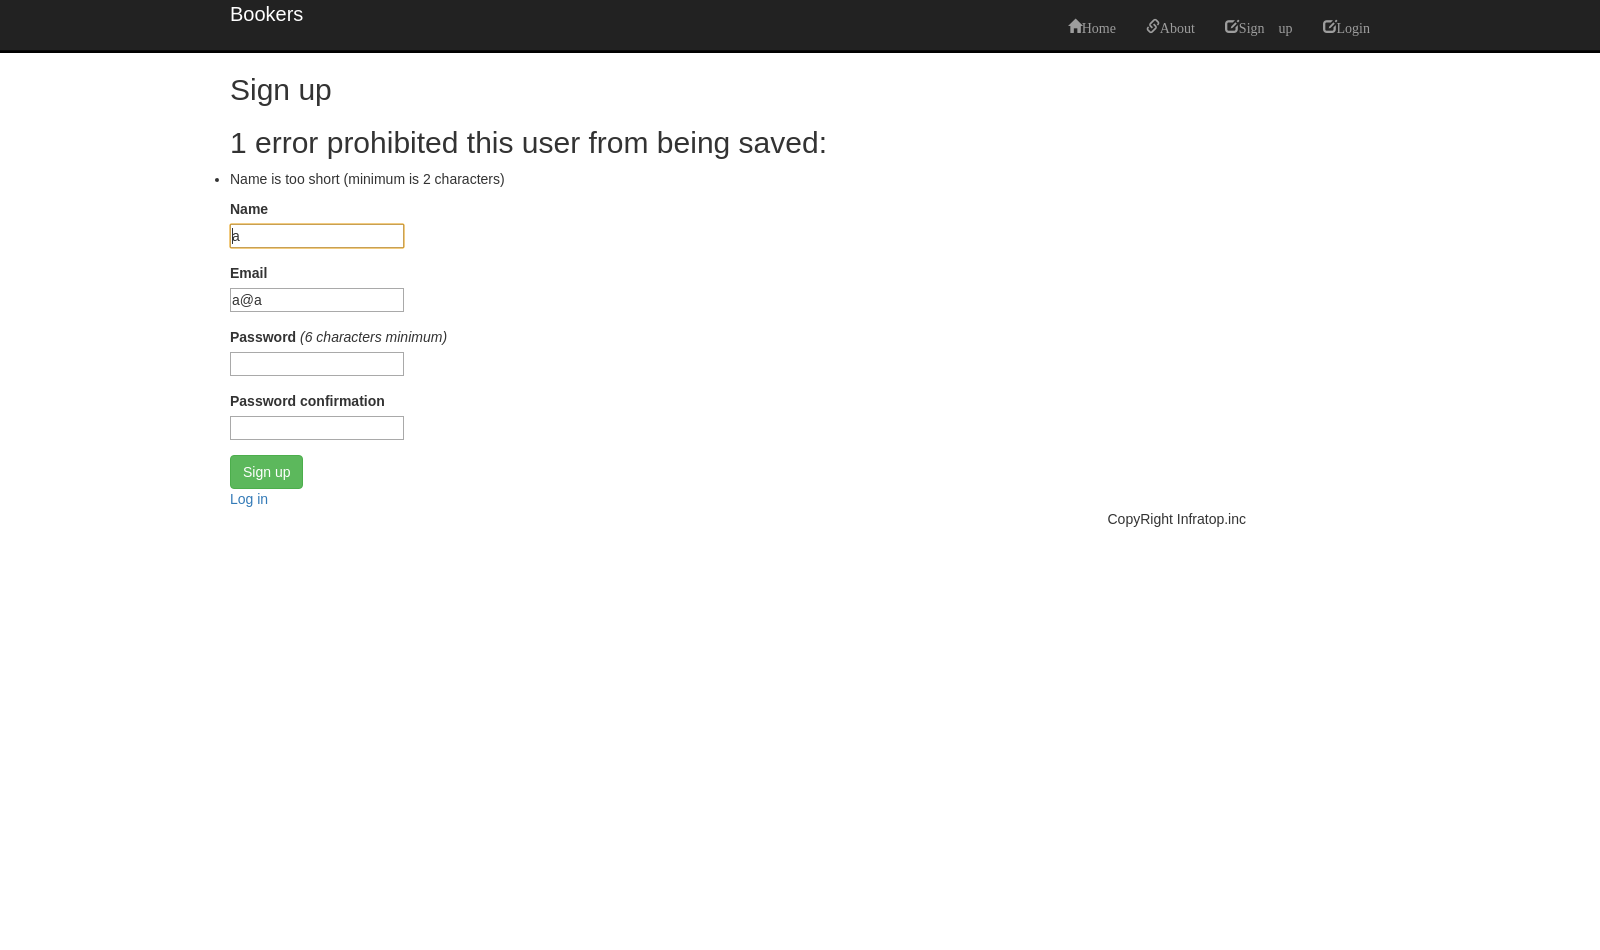 Bookers
Home About Sign up Login
Sign up
1 error prohibited this user from being saved:
Name is too short (minimum is 2 characters)
Name
a
Email
a@a
Password (6 characters minimum)
Password confirmation
Sign up
Log in
CopyRight Infratop.inc